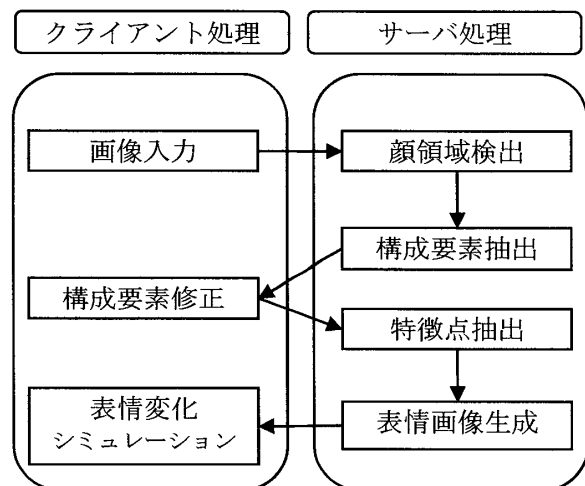 クライアント処理
サーバ処理
画像入力
顔領域検出
構成要素抽出
構成要素修正
特徴点抽出
表情変化
シミュレーション
表情画像生成